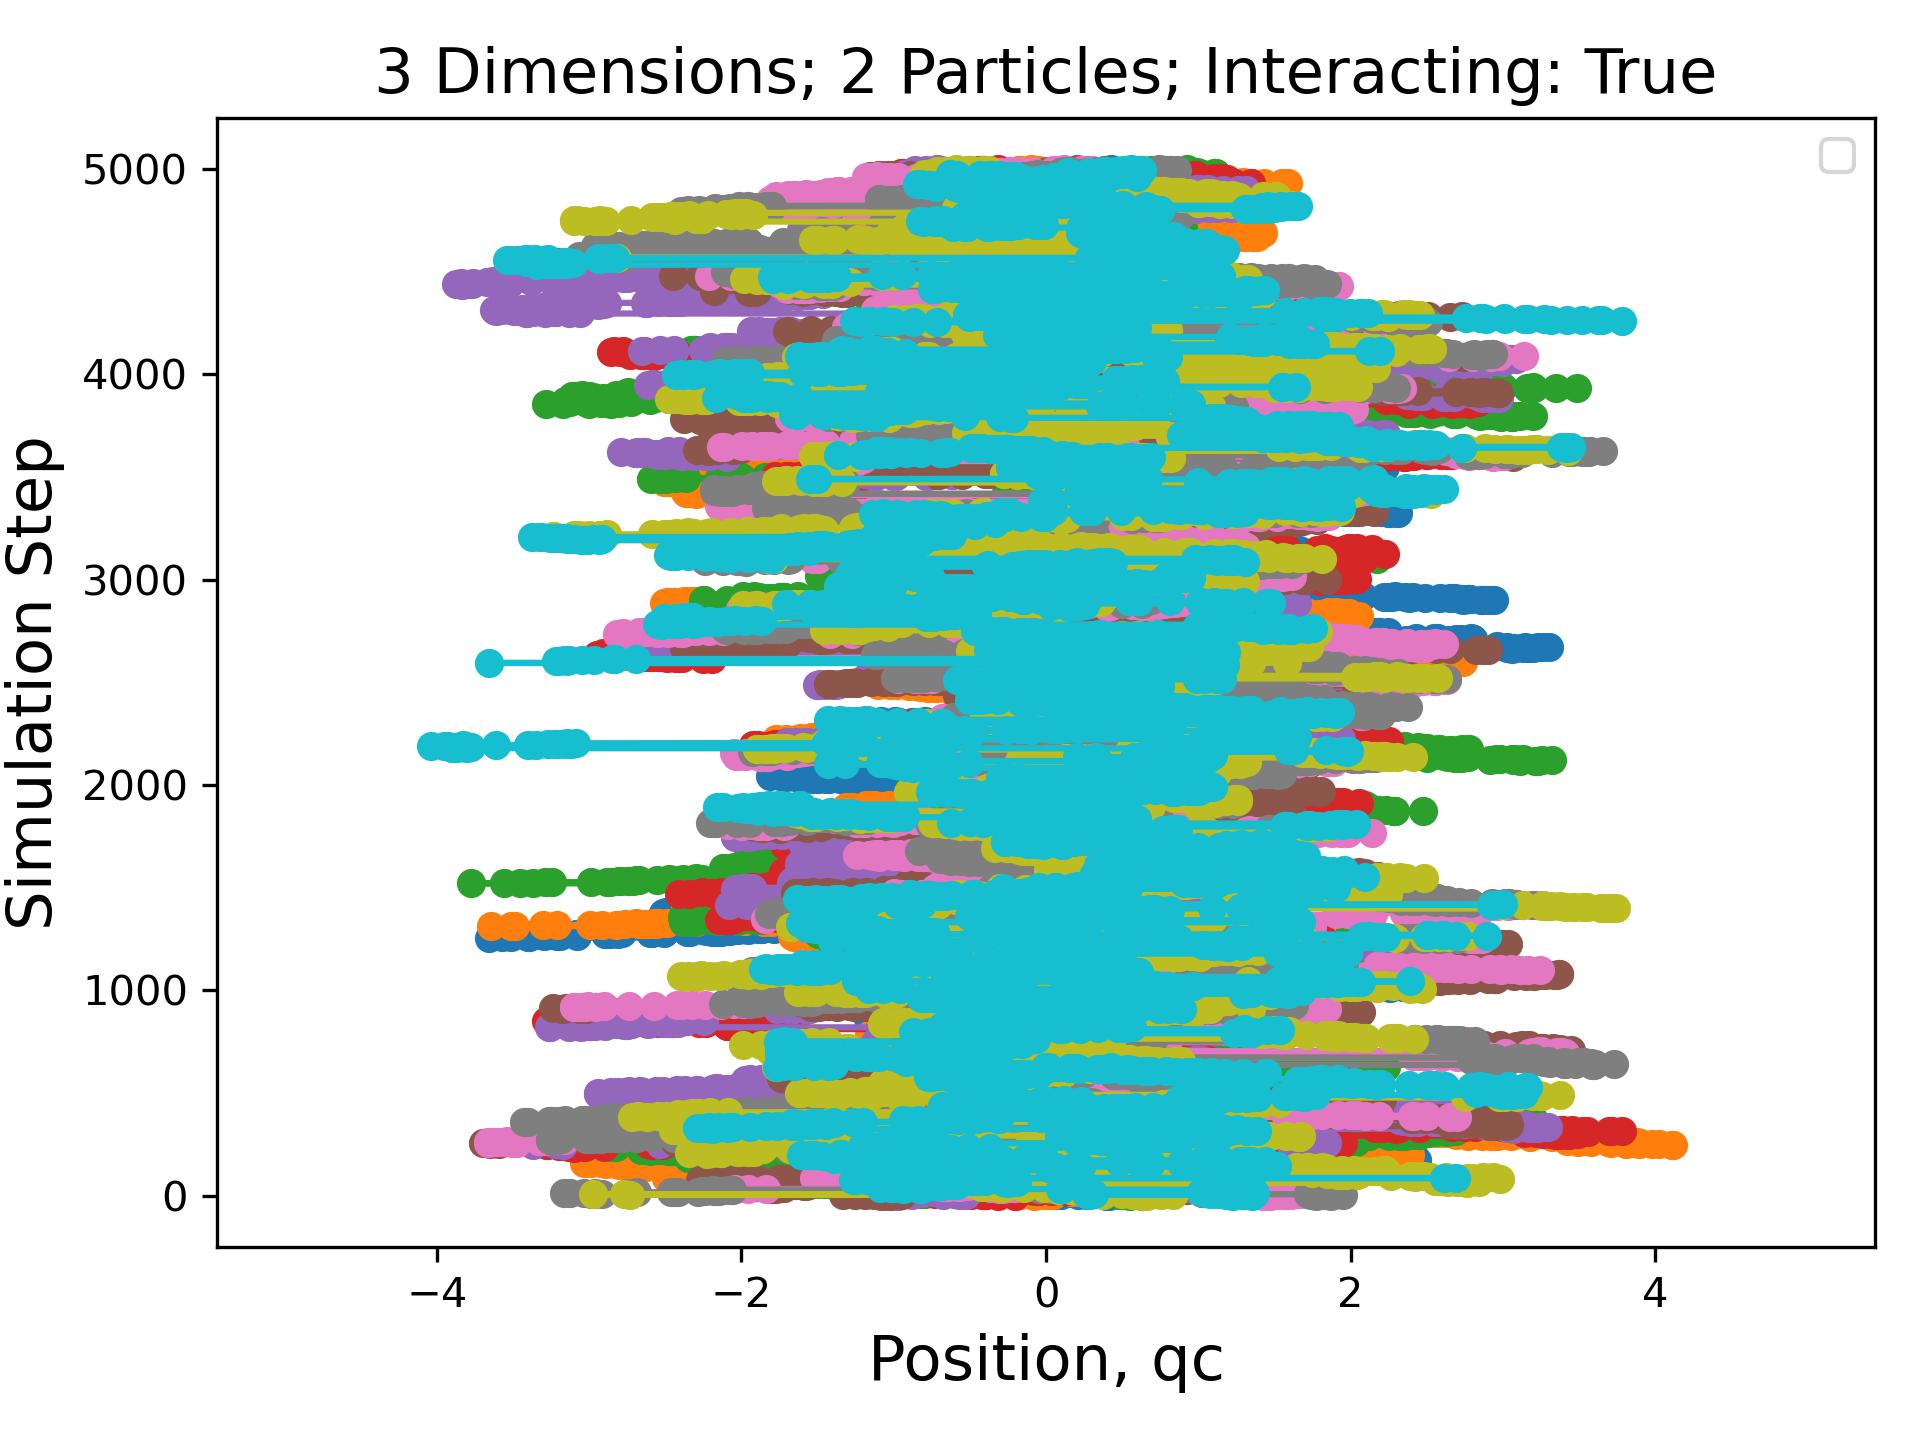 3 Dimensions; 2 Particles; Interacting: True
5000
4000
3000
2000
1000
0
Simulation Step
−4 −2 0 2 4
Position, qc